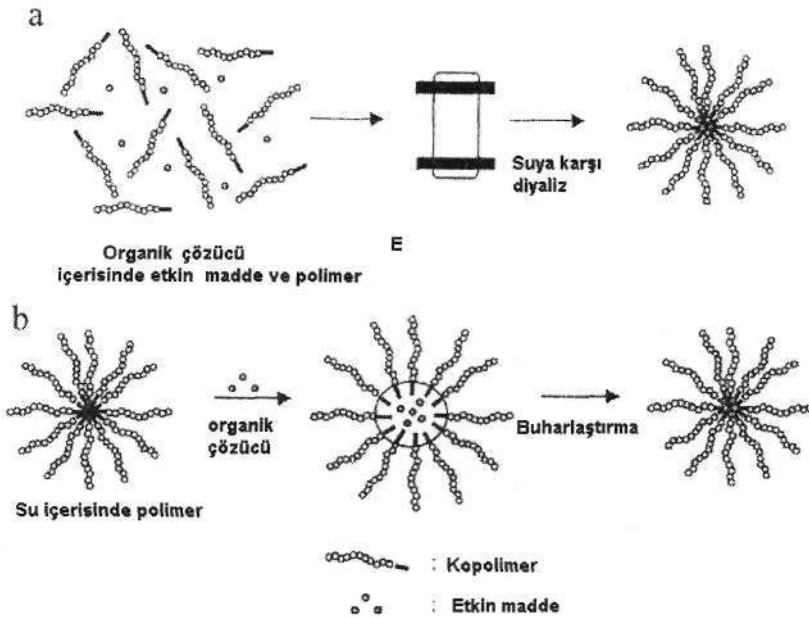 a
Suya karşı
diyaliz
Organik çözücü
içerisinde etkin madde ve polimer
E
b
organik
çözücü
Buharlaştırma
Su içerisinde polimer
: Kopolimer
: Etkin madde